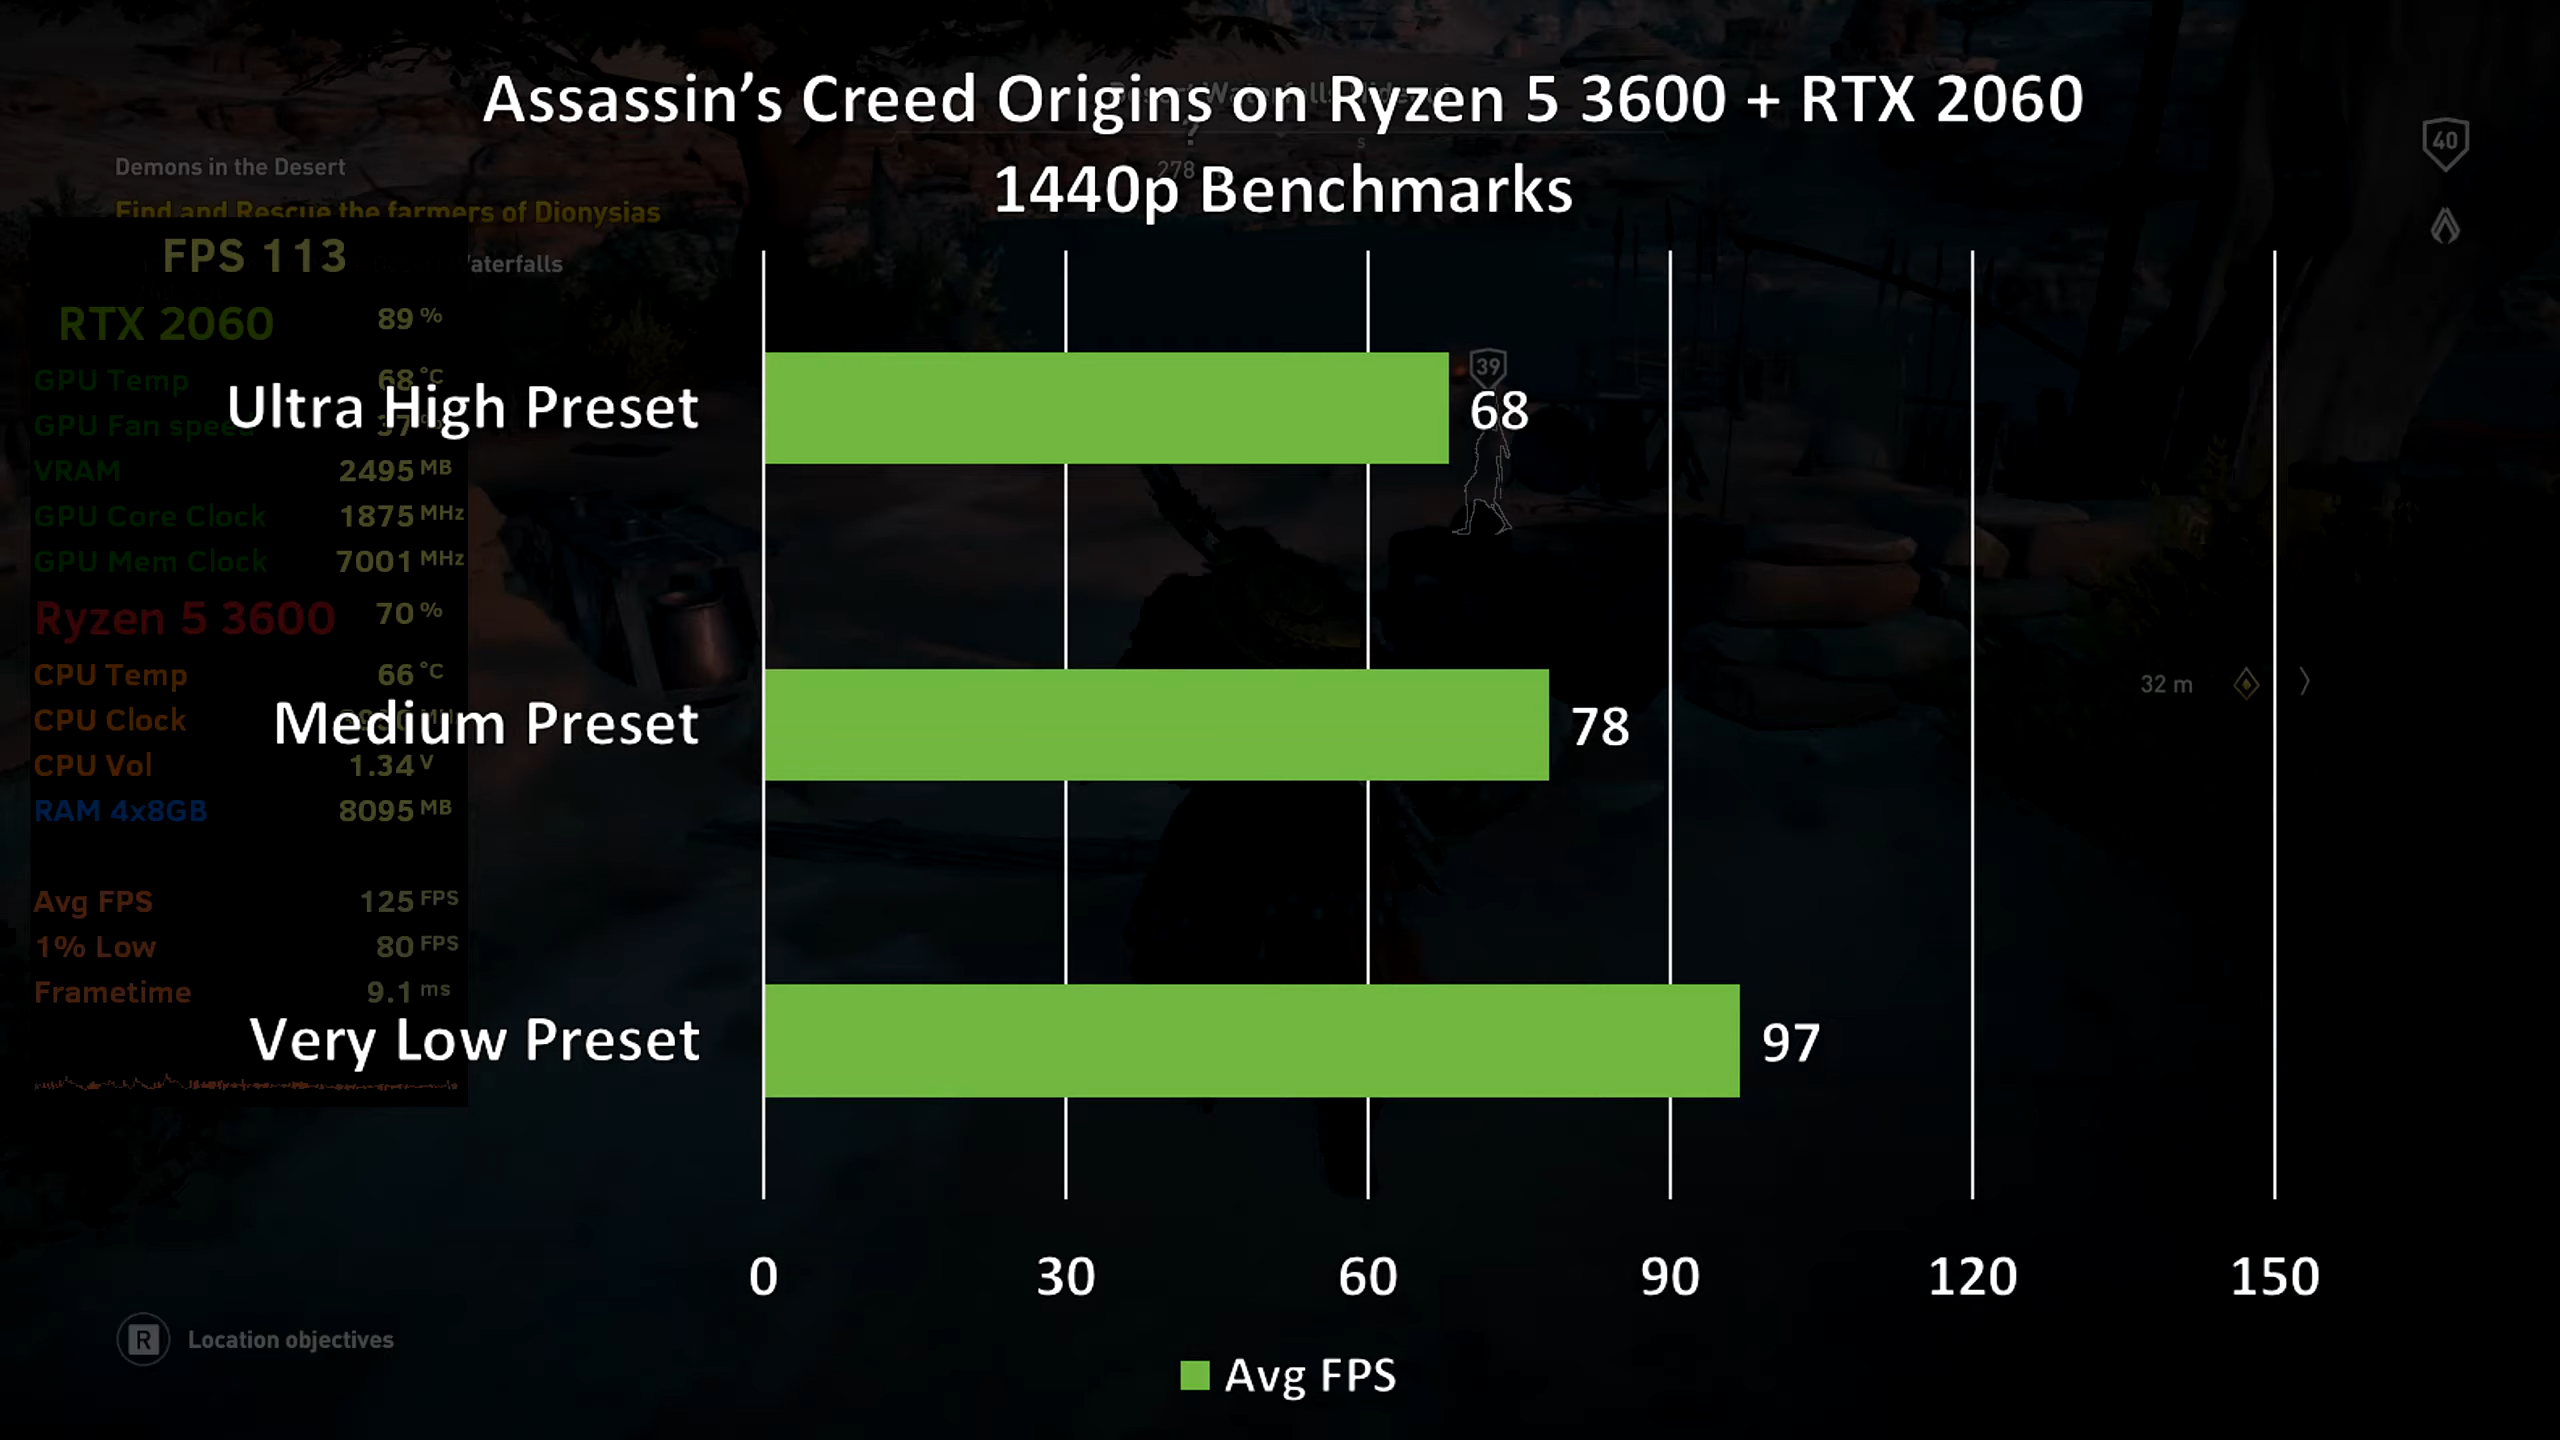 Assassin’s Creed Origins on Ryzen 5 3600 + RTX 2060
1440p Benchmarks
Demons in the Desert
278
40
Find and Rescue the farmers of Dionysias
FPS 113
RTX 2060 89 %
GPU Temp 68 °C
39
Ultra High Preset 68
GPU Fan speed 37
VRAM 2495 MB
GPU Core Clock 1875 MHz
GPU Mem Clock 7001 MHz
Ryzen 5 3600 70 %
CPU Temp 66 °C
32 m
CPU Clock
Medium Preset 78
CPU Vol 1.34 V
RAM 4x8GB 8095 MB
Avg FPS 125 FPS
1% Low 80 FPS
Frametime 9.1 ms
Very Low Preset 97
0 30 60 90 120 150
R Location objectives
Avg FPS